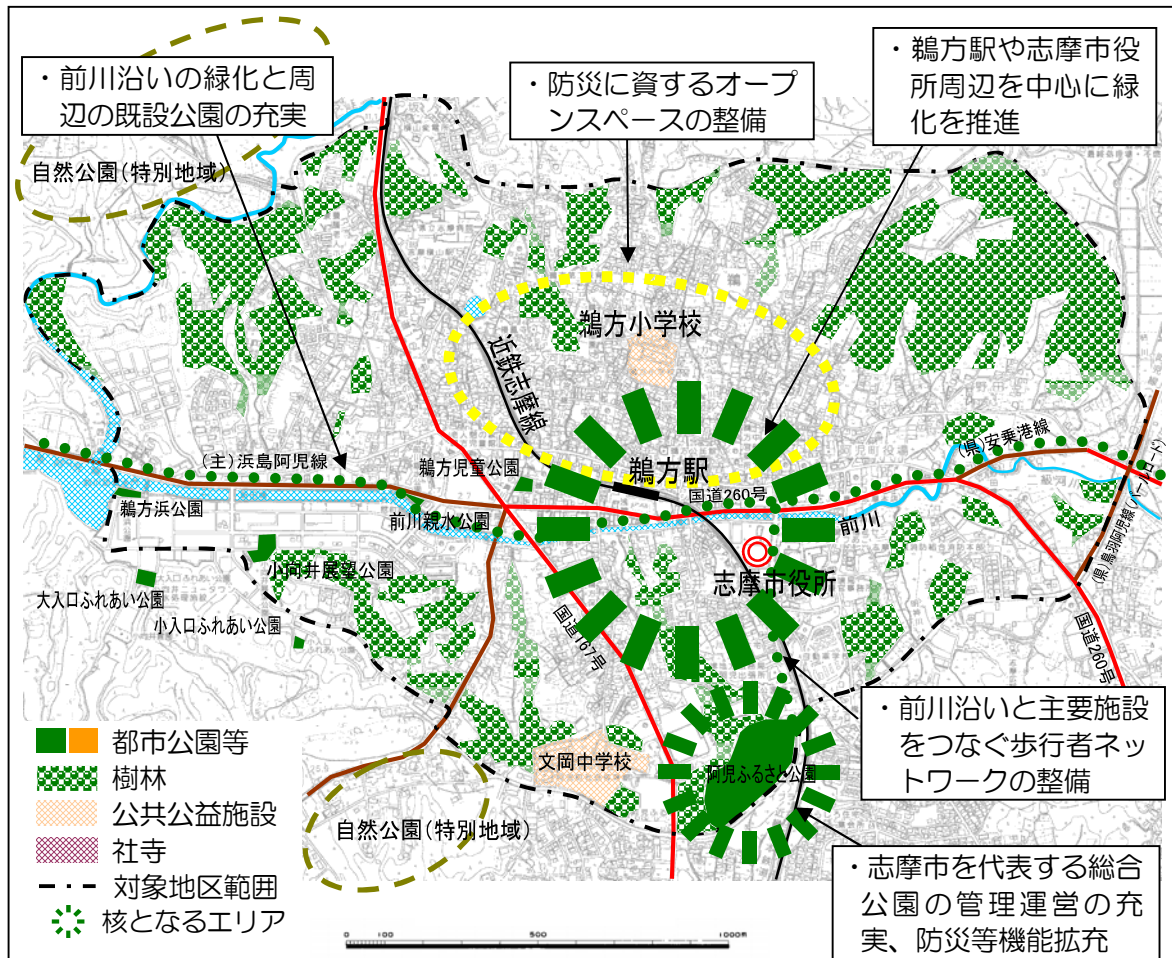 ・前川沿いの緑化と周
辺の既設公園の充実
・防災に資するオープ
ンスペースの整備
・鵜方駅や志摩市役
所周辺を中心に緑
化を推進
自然公園(特別地域)
鵜方小学校
近鉄志摩線
(主)浜島阿児線
鵜方児童公園
鵜方駅
国道260号
(県)安乗港線
鵜方浜公園
前川親水公園
前川
(県)鳥羽阿児線(パールロード)
小向井展望公園
志摩市役所
大入口ふれあい公園
小入口ふれあい公園
国道167号
国道260号
・前川沿いと主要施設
をつなぐ歩行者ネッ
トワークの整備
都市公園等
樹林
公共公益施設
社寺
対象地区範囲
核となるエリア
文岡中学校
阿児ふるさと公園
自然公園(特別地域)
・志摩市を代表する総合
公園の管理運営の充
実、防災等機能拡充
0 100 500 1000m